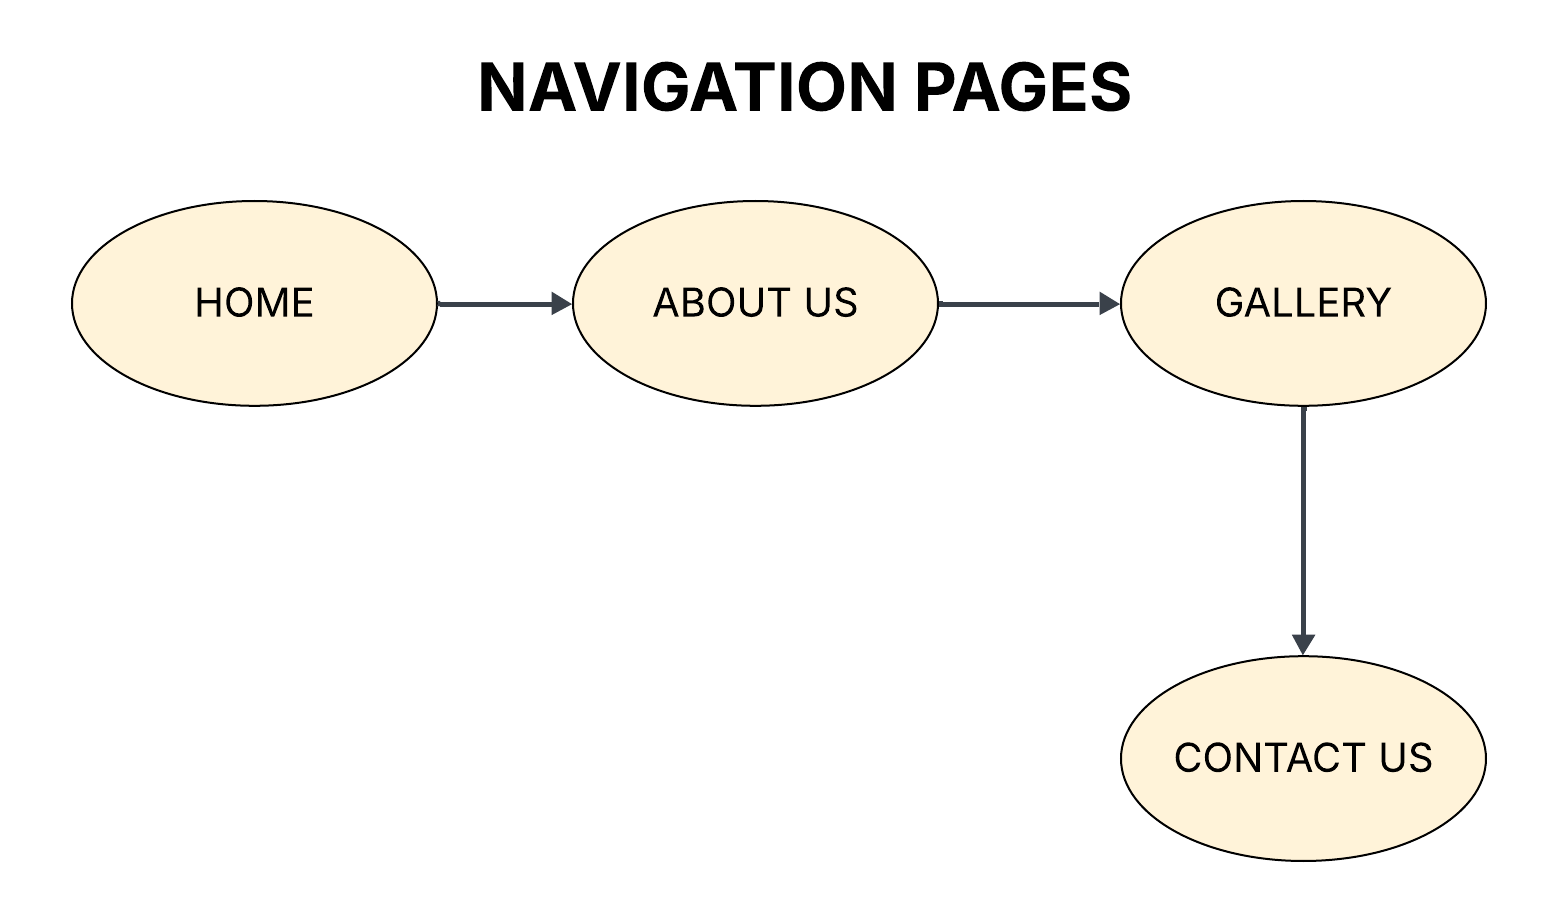 NAVIGATION PAGES
HOME
ABOUT US
GALLERY
CONTACT US